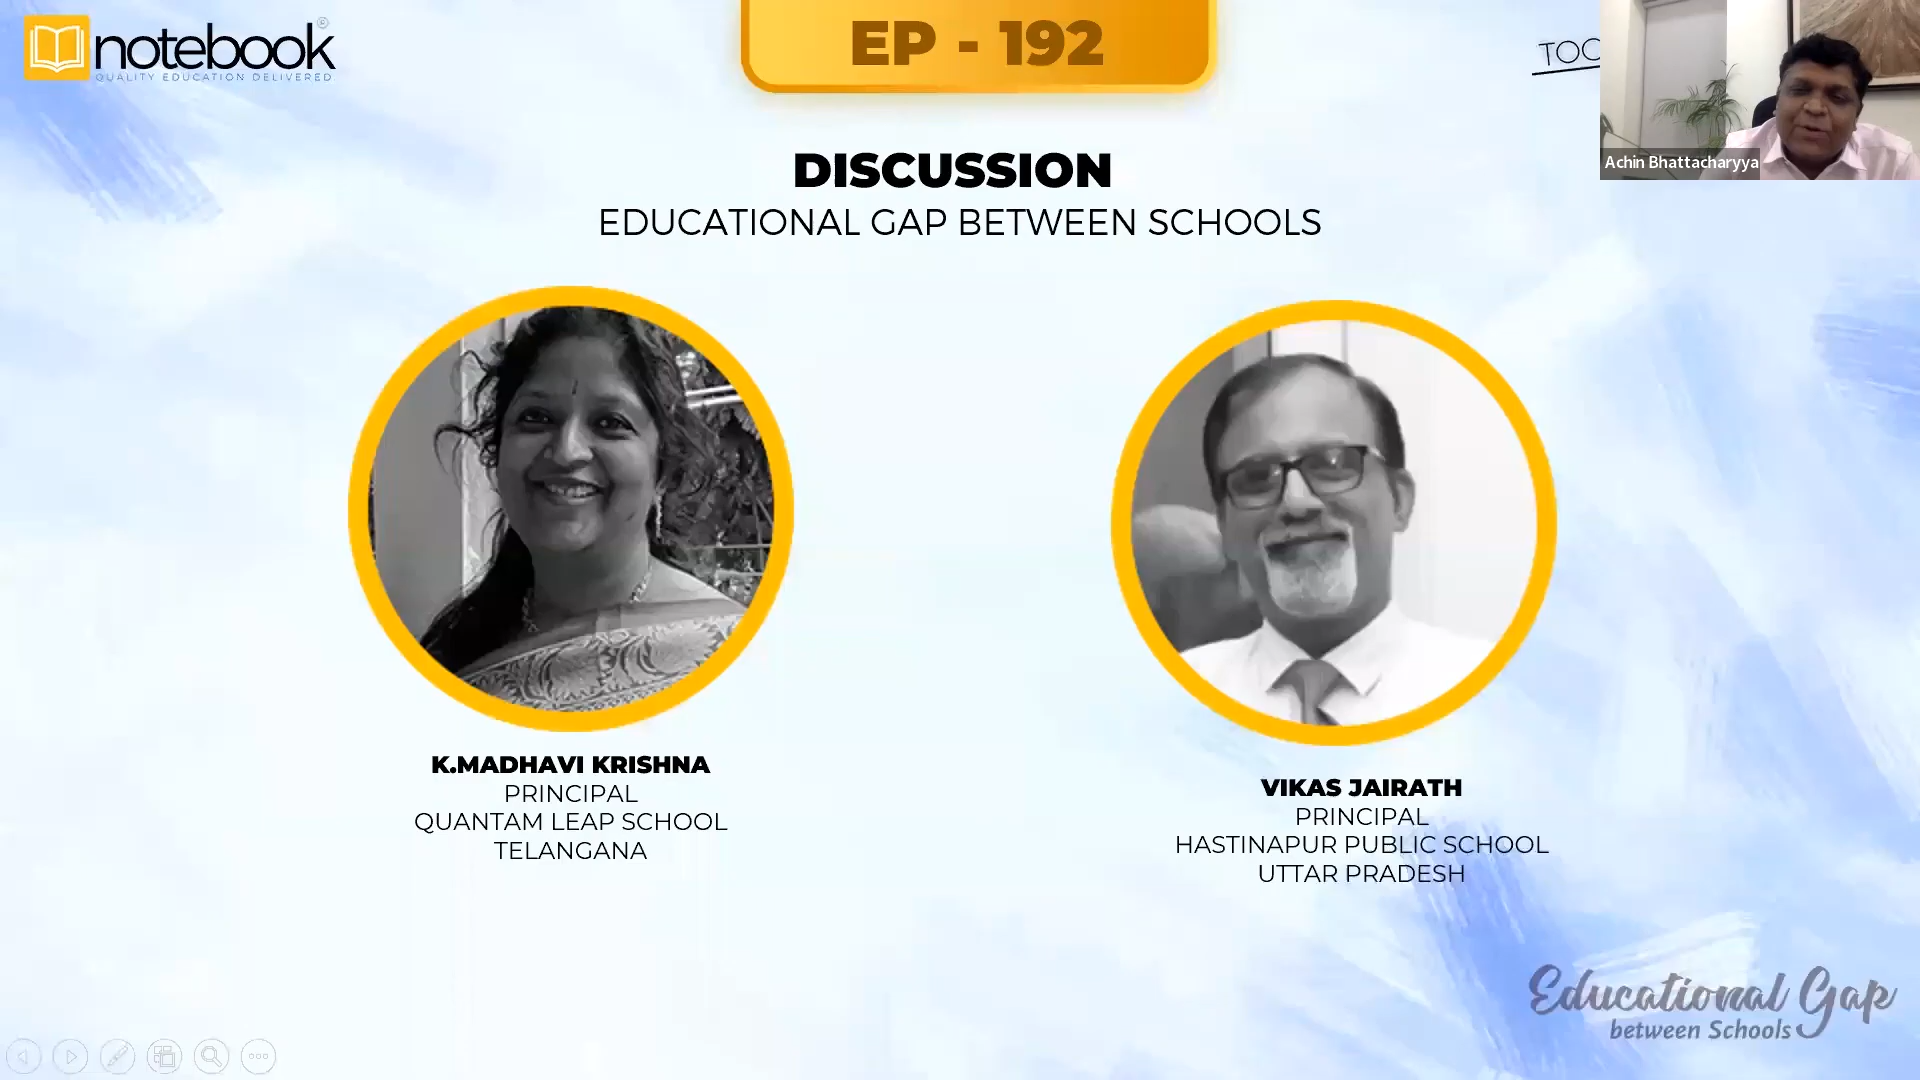 notebook
QUALITY EDUCATION DELIVERED
EP - 192
TOO
Achin Bhattacharyya
DISCUSSION
EDUCATIONAL GAP BETWEEN SCHOOLS
K.MADHAVI KRISHNA
PRINCIPAL
QUANTAM LEAP SCHOOL
TELANGANA
VIKAS JAIRATH
PRINCIPAL
HASTINAPUR PUBLIC SCHOOL
UTTAR PRADESH
Educational Gap
between Schools